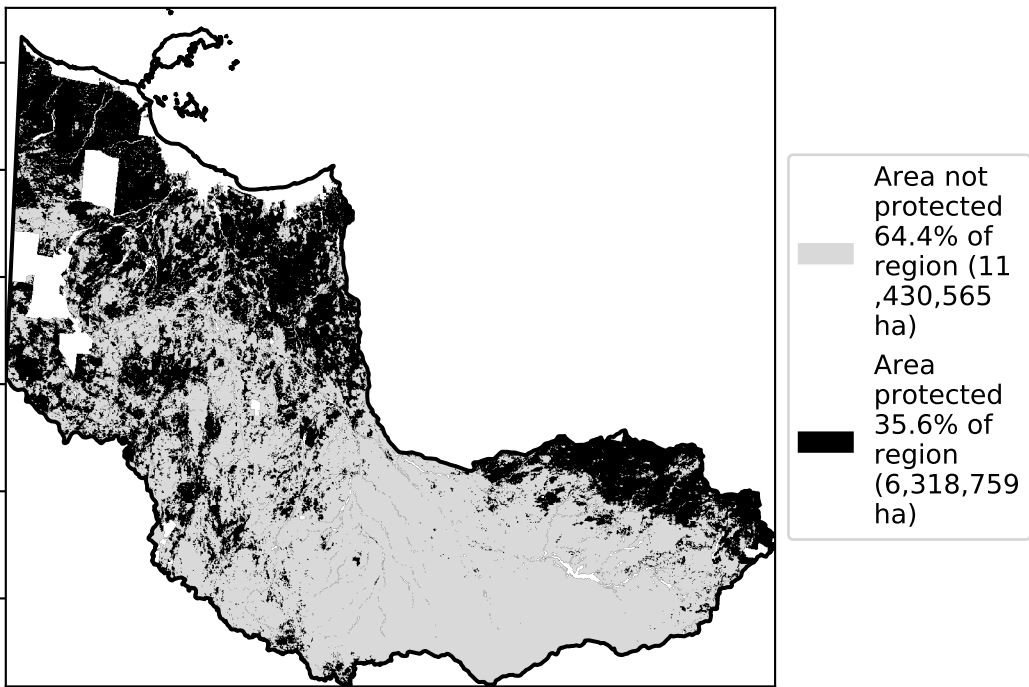 Area not
protected
64.4% of
region (11
,430,565
ha)
Area
protected
35.6% of
region
(6,318,759
ha)